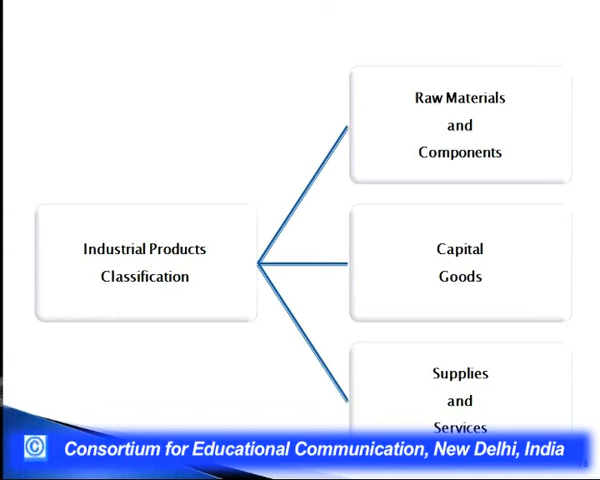 Raw Materials
and
Components
Industrial Products
Classification
Capital
Goods
Supplies
and
Services
© Consortium for Educational Communication, New Delhi, India